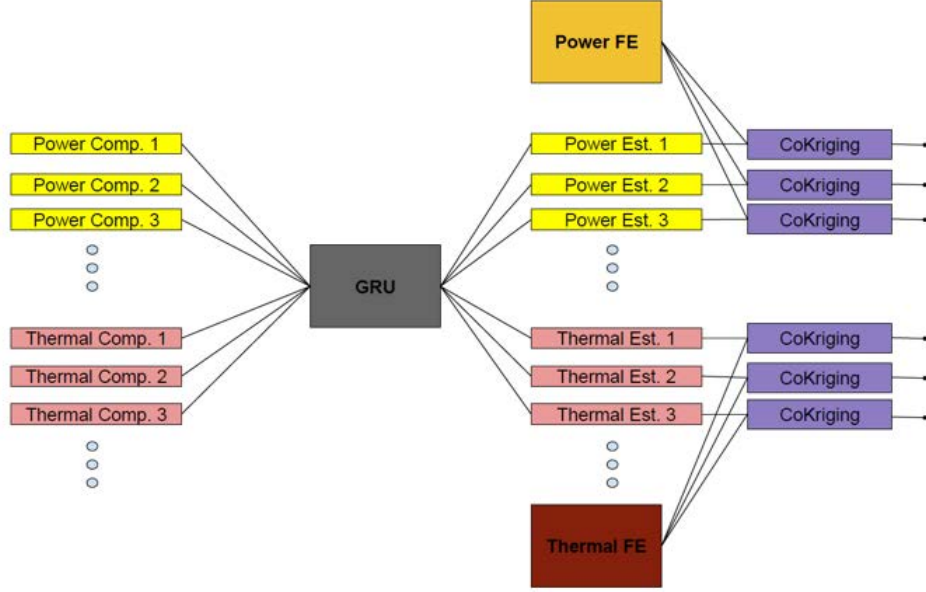 Power FE
Power Comp. 1
Power Est. 1
CoKriging
Power Comp. 2
Power Est. 2
CoKriging
Power Comp. 3
Power Est. 3
CoKriging
GRU
Thermal Comp. 1
Thermal Est. 1
CoKriging
Thermal Comp. 2
Thermal Est. 2
CoKriging
Thermal Comp. 3
Thermal Est. 3
CoKriging
Thermal FE